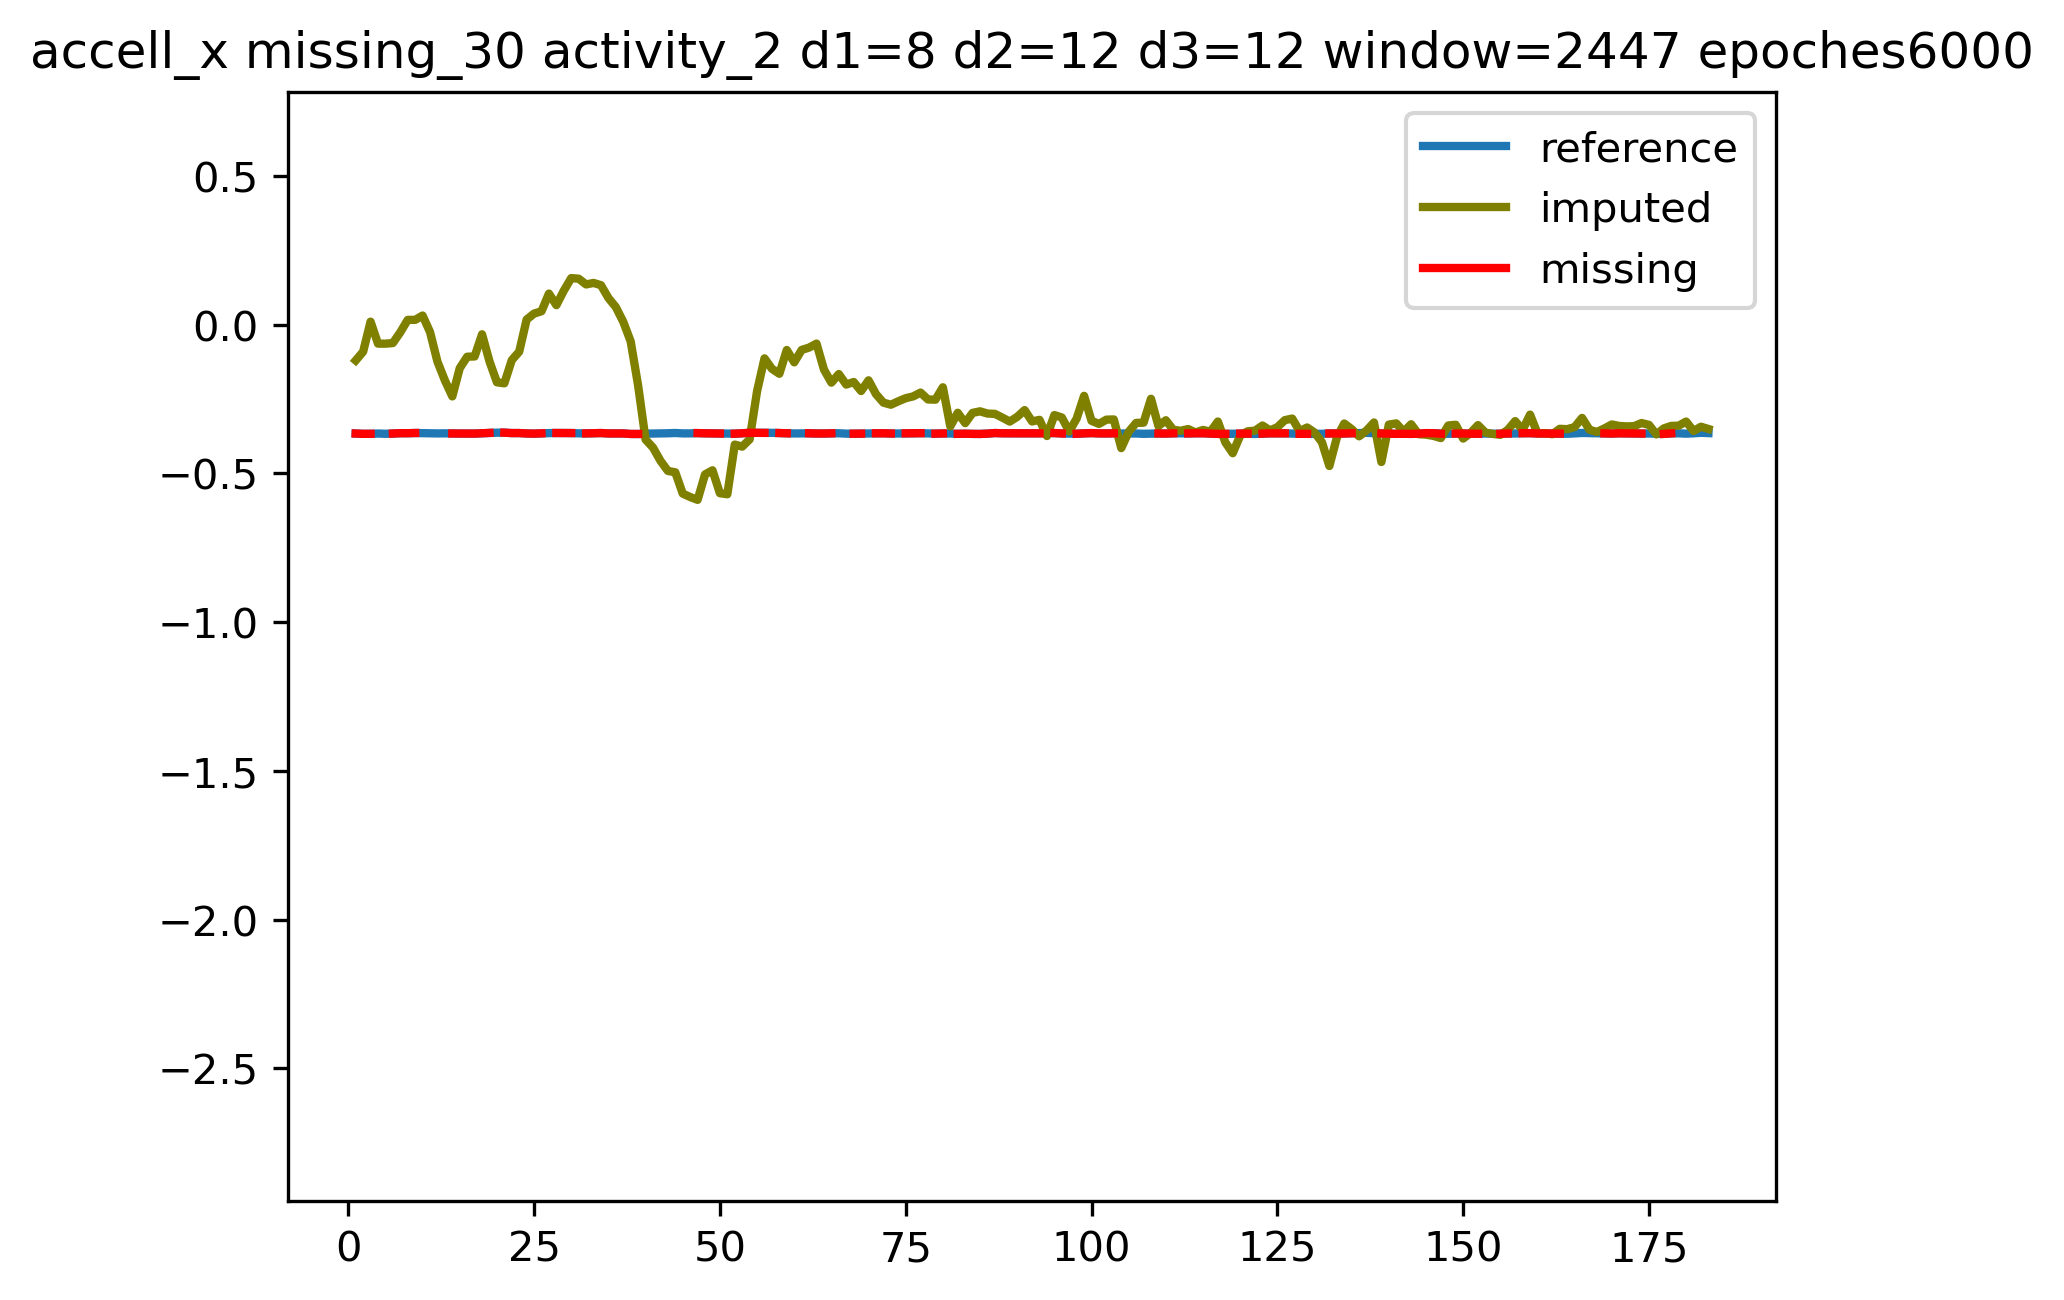 accell_x missing_30 activity_2 d1=8 d2=12 d3=12 window=2447 epoches6000
reference
imputed
missing
0.5
0.0
−0.5
−1.0
−1.5
−2.0
−2.5
0 25 50 75 100 125 150 175